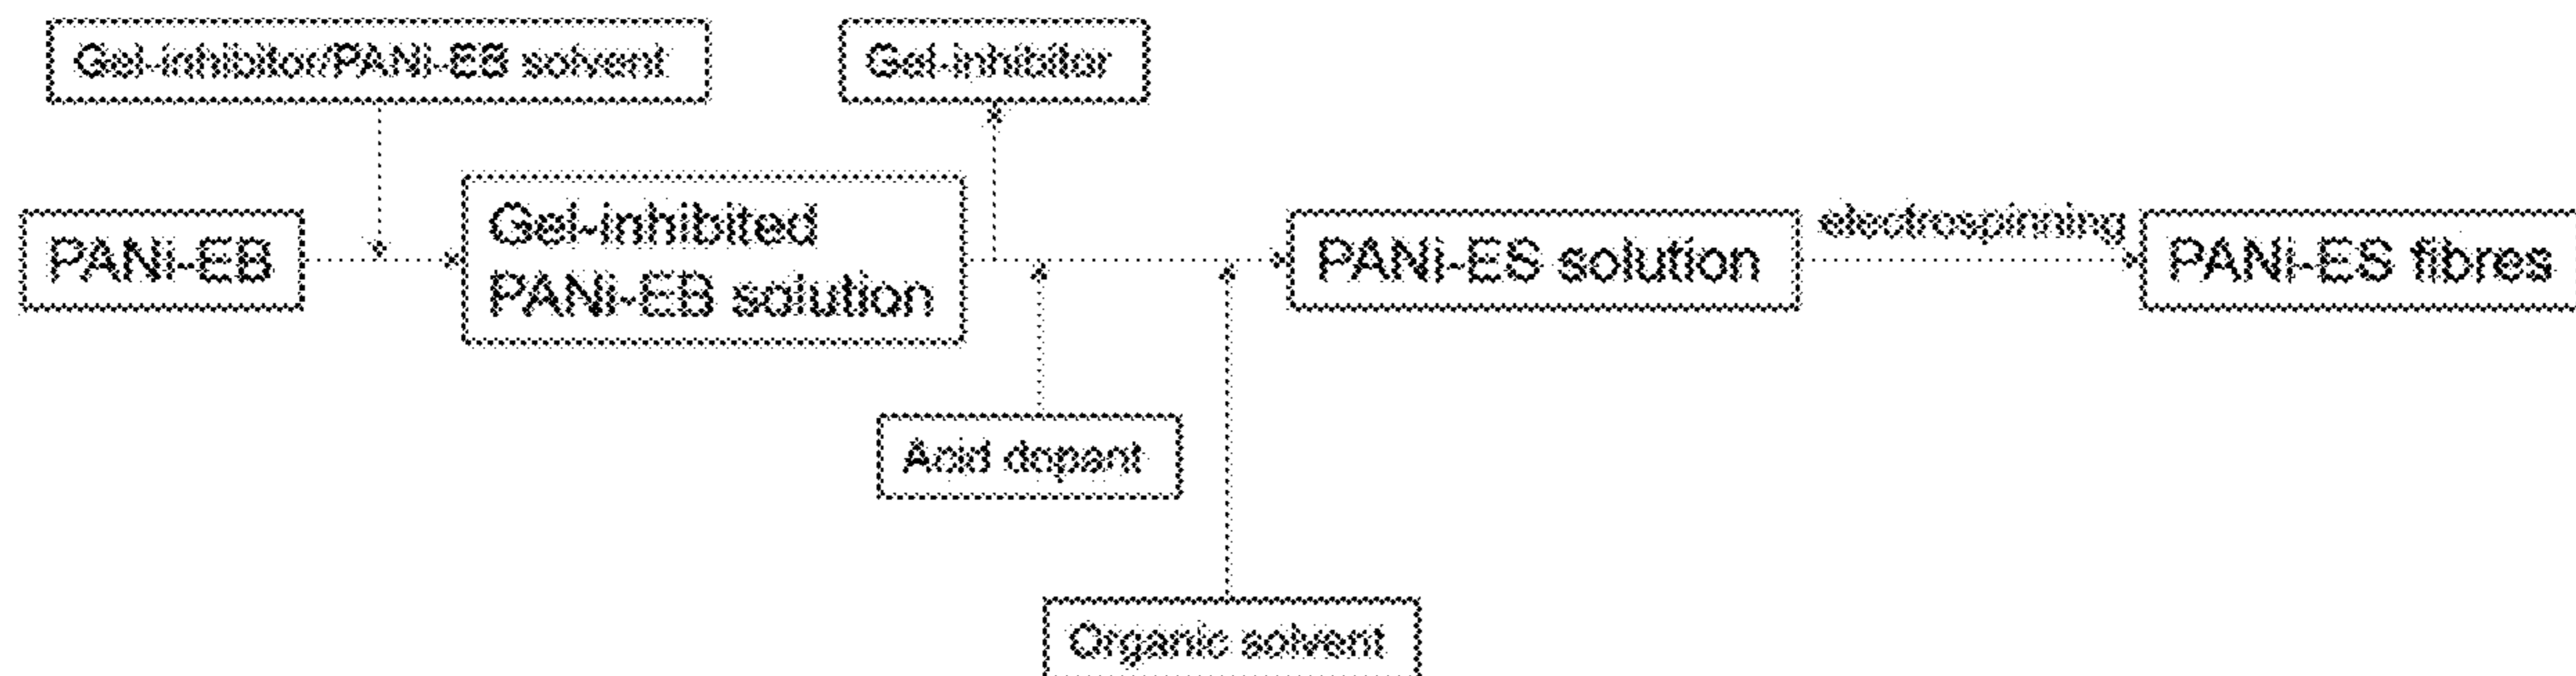 Gel-inhibitor/PANi-EB solvent
Gel-inhibitor
PANi-EB
Gel-inhibited
PANi-EB solution
PANi-ES solution
electrospinning
PANi-ES fibres
Acid dopant
Organic solvent